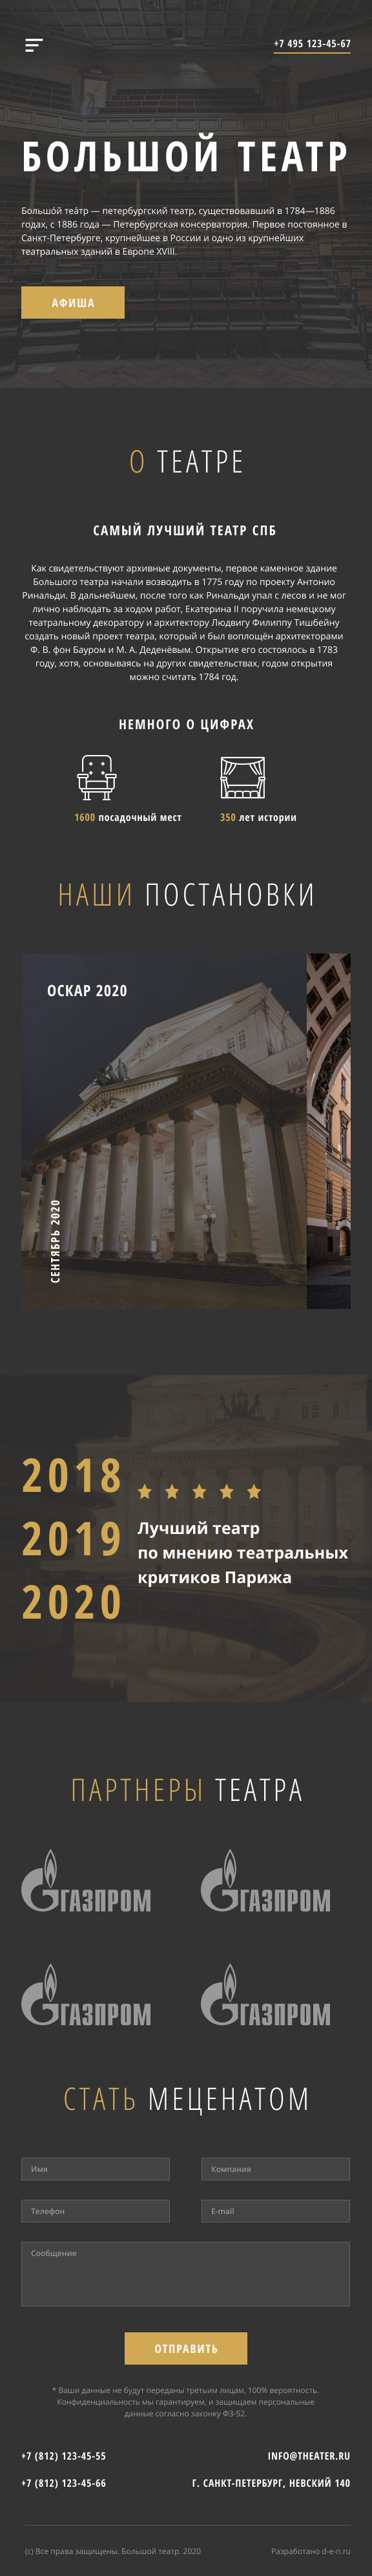 +7 495 123-45-67
БОЛЬШОЙ ТЕАТР
Большо́й теа́тр — петербургский театр, существовавший в 1784—1886
годах, с 1886 года — Петербургская консерватория. Первое постоянное в
Санкт-Петербурге, крупнейшее в России и одно из крупнейших
театральных зданий в Европе XVIII.
АФИША
О ТЕАТРЕ
САМЫЙ ЛУЧШИЙ ТЕАТР СПБ
Как свидетельствуют архивные документы, первое каменное здание
Большого театра начали возводить в 1775 году по проекту Антонио
Ринальди. В дальнейшем, после того как Ринальди упал с лесов и не мог
лично наблюдать за ходом работ, Екатерина II поручила немецкому
театральному декоратору и архитектору Людвигу Филиппу Тишбейну
создать новый проект театра, который и был воплощён архитекторами
Ф. В. фон Бауром и М. А. Деденёвым. Открытие его состоялось в 1783
году, хотя, основываясь на других свидетельствах, годом открытия
можно считать 1784 год.
НЕМНОГО О ЦИФРАХ
1600 посадочный мест
350 лет истории
НАШИ ПОСТАНОВКИ
ОСКАР 2020
СЕНТЯБРЬ 2020
2018
2019
2020
Лучший театр
по мнению театральных
критиков Парижа
ПАРТНЕРЫ ТЕАТРА
ГАЗПРОМ
ГАЗПРОМ
ГАЗПРОМ
ГАЗПРОМ
СТАТЬ МЕЦЕНАТОМ
Имя
Компания
Телефон
E-mail
Сообщение
ОТПРАВИТЬ
* Ваши данные не будут переданы третьим лицам, 100% вероятность.
Конфиденциальность мы гарантируем, и защищаем персональные
данные согласно законку ФЗ-52.
+7 (812) 123-45-55
INFO@THEATER.RU
+7 (812) 123-45-66
Г. САНКТ-ПЕТЕРБУРГ, НЕВСКИЙ 140
(с) Все права защищены. Большой театр. 2020
Разработано d-e-n.ru